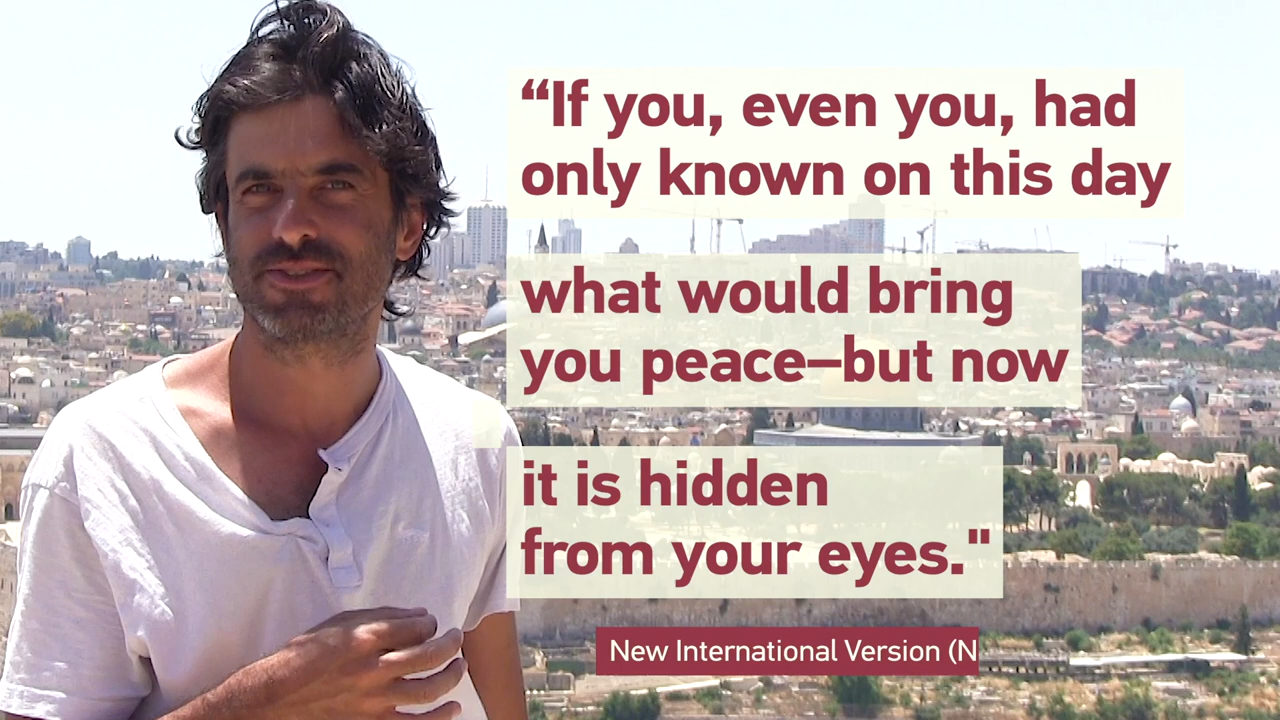 “If you, even you, had
only known on this day
what would bring
you peace–but now
it is hidden
from your eyes."
New International Version (N